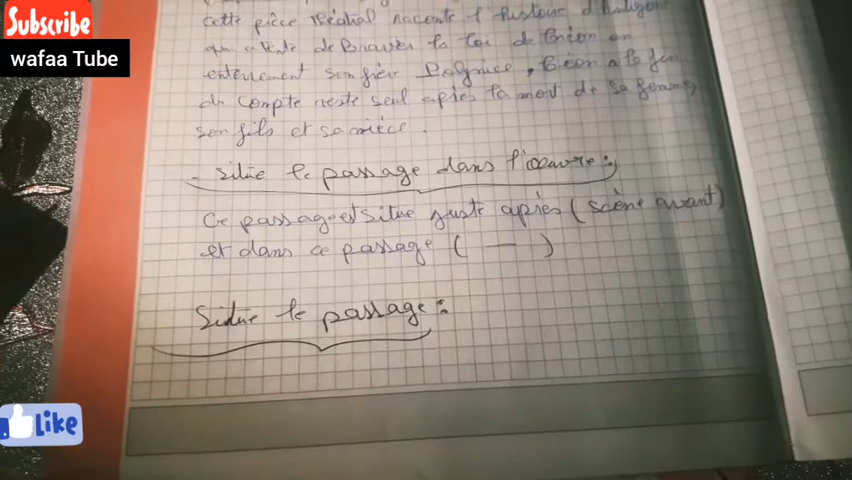 Subscribe
wafaa Tube
Cette pièce théâtral raconte l'histoire d'Antigone
qui a tenté de Braver la loi de Créon en
enterrement son frèr Polynice, Créon a la fin
du compte reste seul après la mort de sa femme,
son fils et sa nièce.
- situe le passage dans l'oeuvre :
Ce passage est situe juste après (scène avant)
et dans ce passage ( — )
Situe le passage :
Like